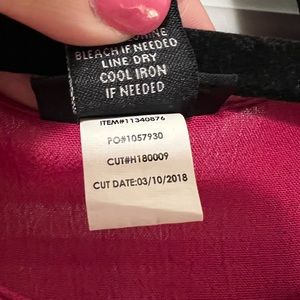 BLEACH IF NEEDED
LINE DRY
COOL IRON
IF NEEDED
ITEM#11340876
PO#1057930
CUT#H180009
CUT DATE:03/10/2018